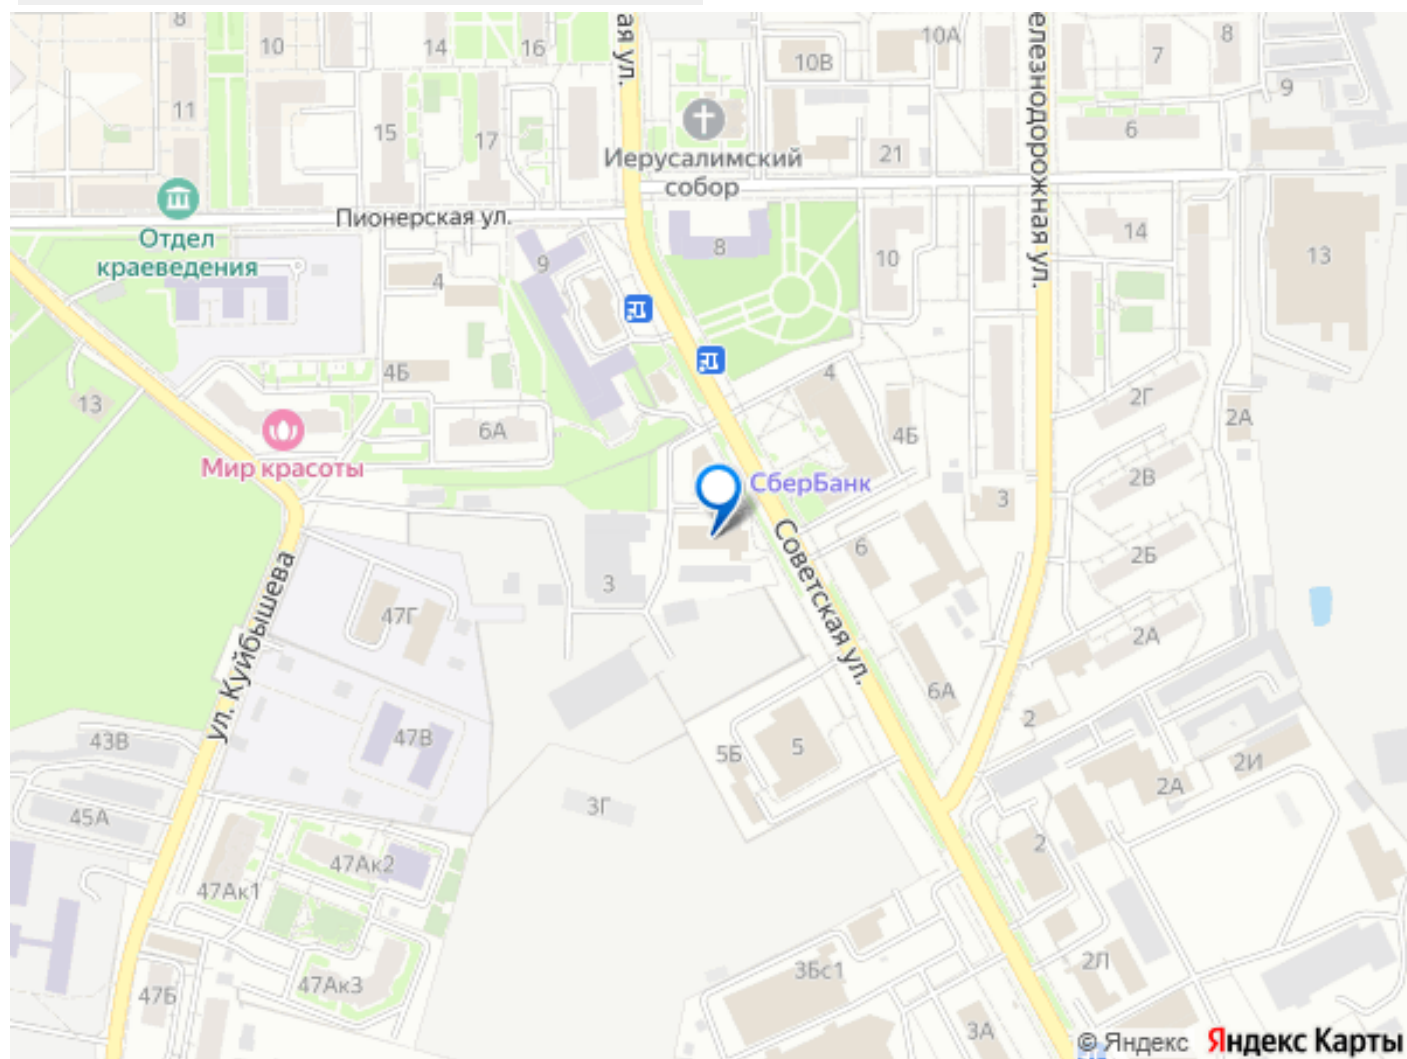 8
10
14
16
ая ул.
10В
10А
7
8
9
11
15
17
Иерусалимский
собор
21
6
елезнодорожная ул.
Пионерская ул.
Отдел
краеведения
9
4
8
10
14
13
4Б
13
6А
Мир красоты
4
4Б
2Г
2А
2В
СберБанк
3
3
6
2Б
Советская ул.
47Г
ул. Куйбышева
2А
6А
2
43В
47В
5Б
5
2И
2А
45А
3Г
2
47Ак2
47Ак1
47Ак3
47Б
3Бс1
2Л
3А
© Яндекс Яндекс Карты